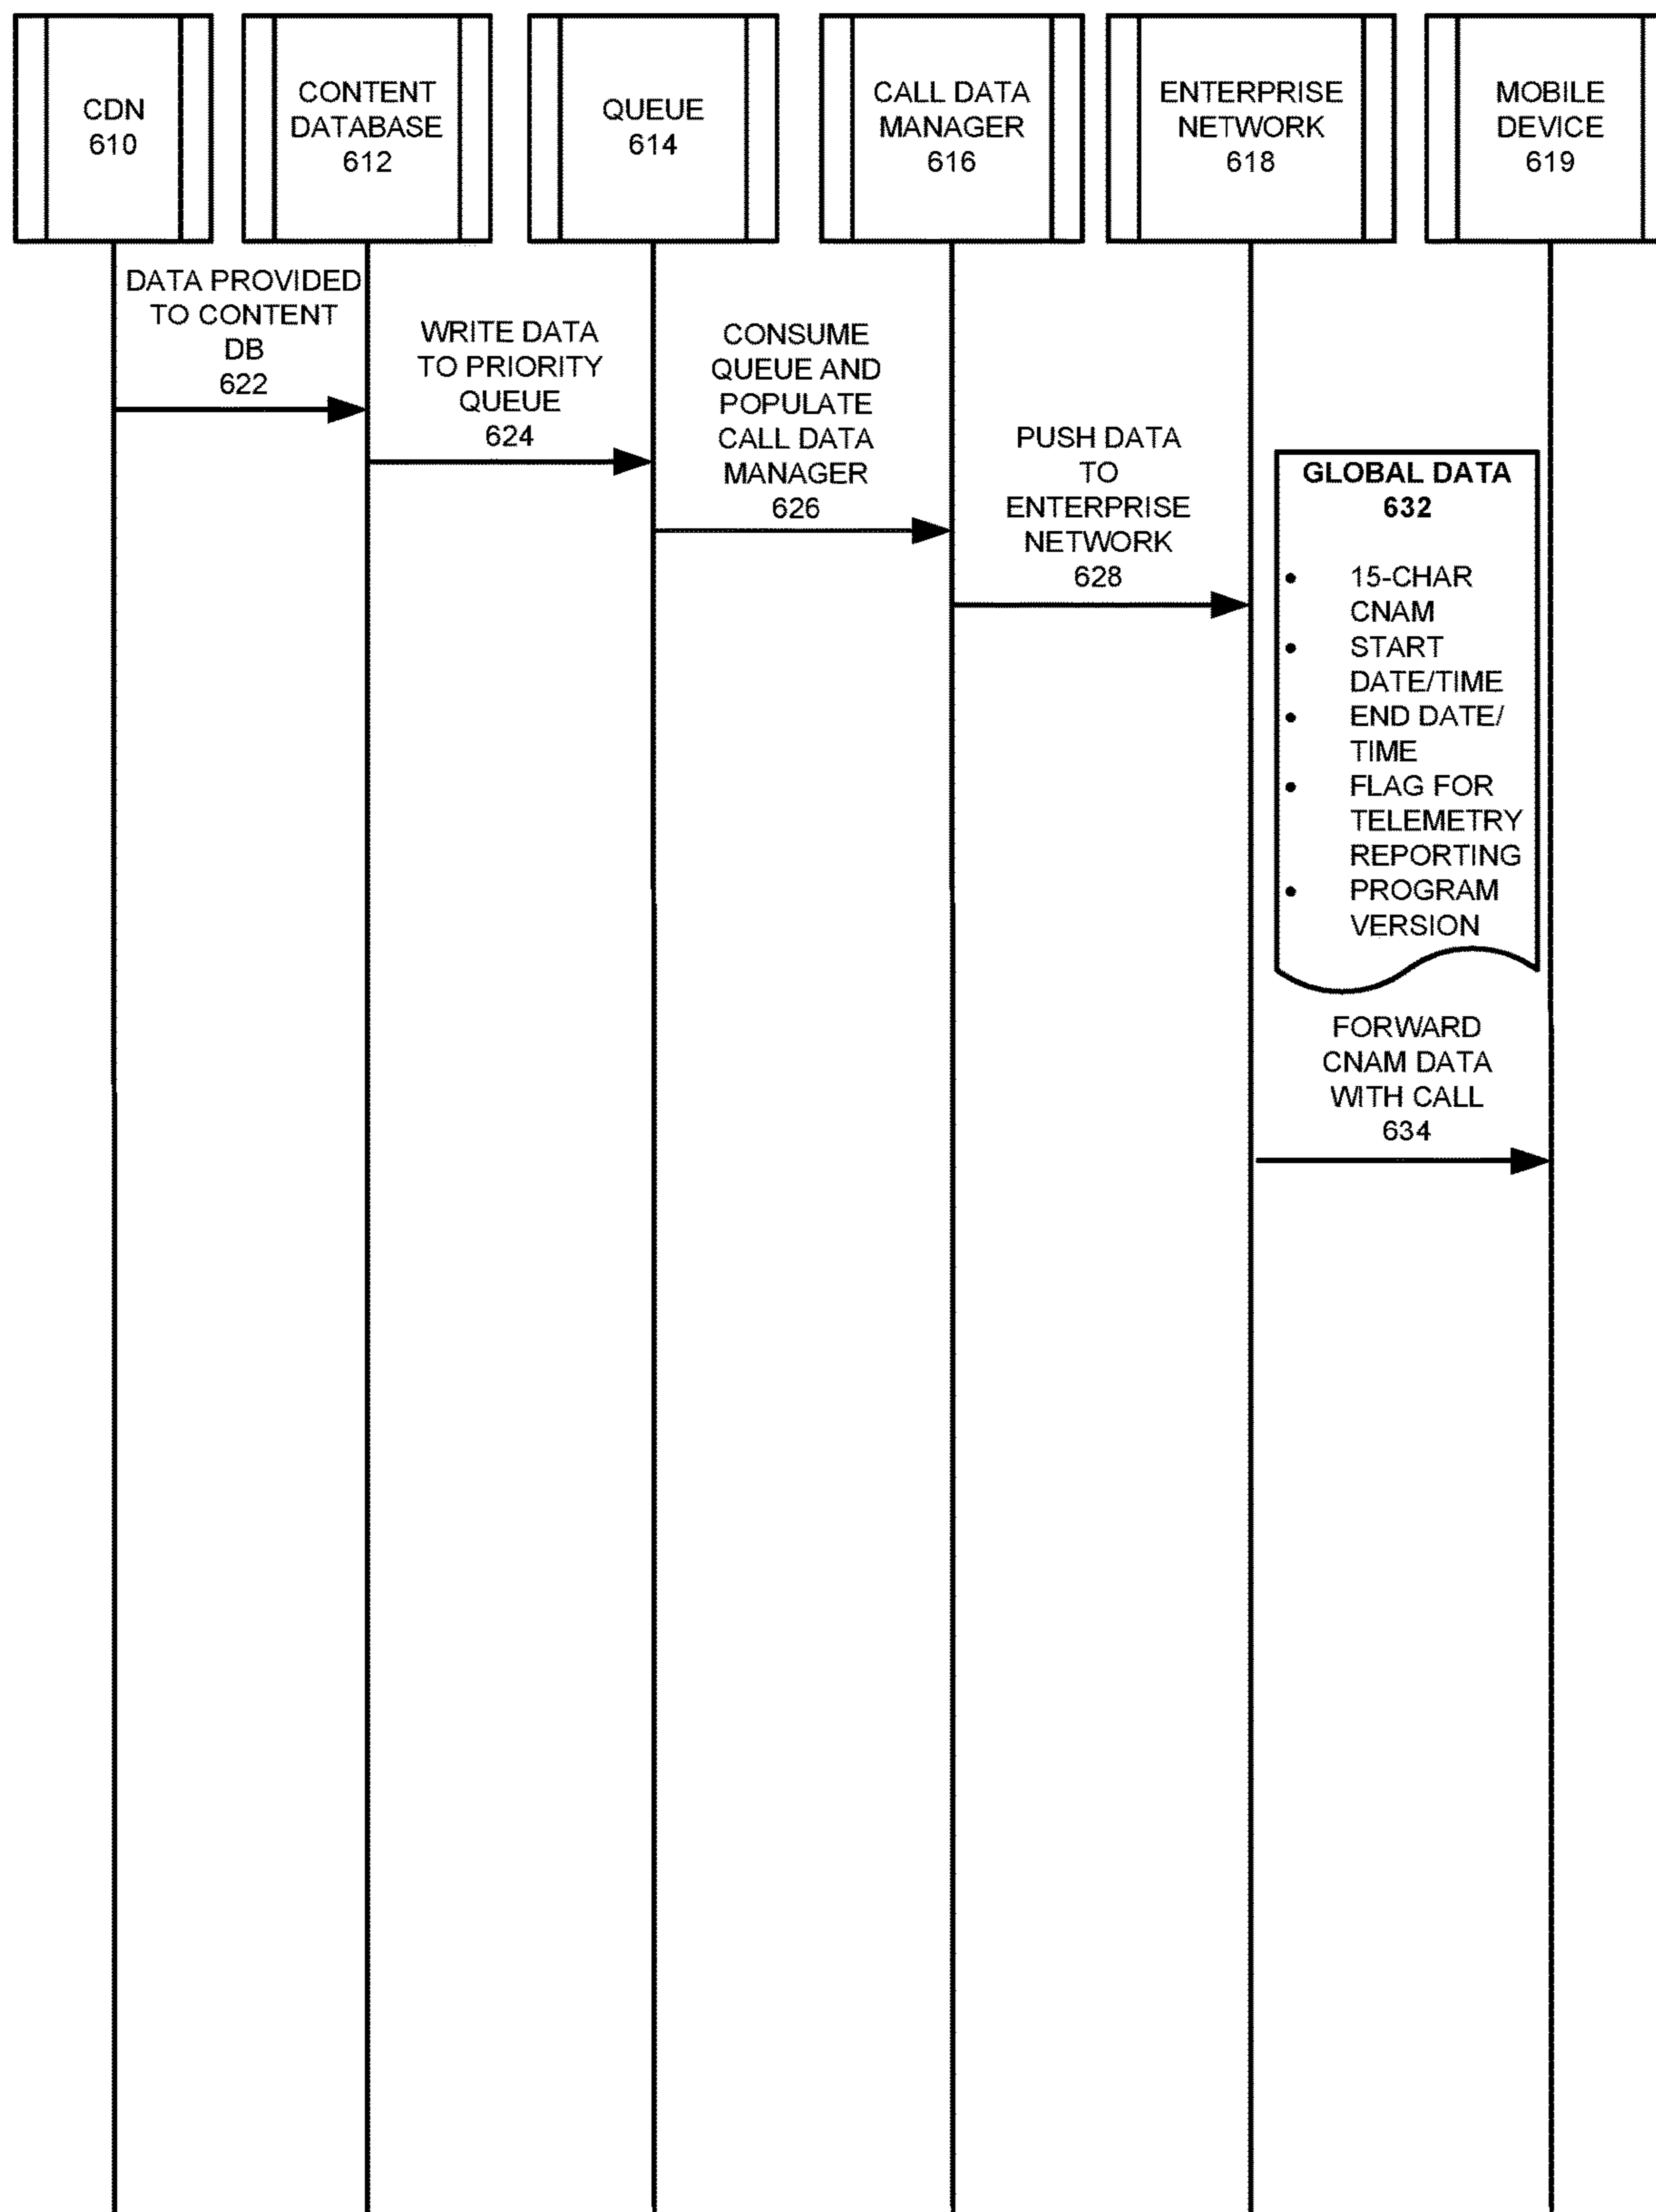 CDN
610
CONTENT
DATABASE
612
QUEUE
614
CALL DATA
MANAGER
616
ENTERPRISE
NETWORK
618
MOBILE
DEVICE
619
DATA PROVIDED
TO CONTENT
DB
622
WRITE DATA
TO PRIORITY
QUEUE
624
CONSUME
QUEUE AND
POPULATE
CALL DATA
MANAGER
626
PUSH DATA
TO
ENTERPRISE
NETWORK
628
GLOBAL DATA
632
• 15-CHAR
CNAM
• START
DATE/TIME
• END DATE/
TIME
• FLAG FOR
TELEMETRY
REPORTING
• PROGRAM
VERSION
FORWARD
CNAM DATA
WITH CALL
634